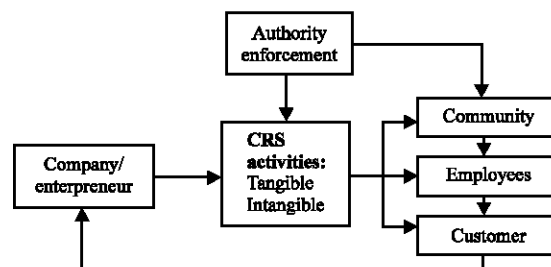 Authority
enforcement
Community
CRS
activities:
Tangible
Intangible
Company/
enterpreneur
Employees
Customer